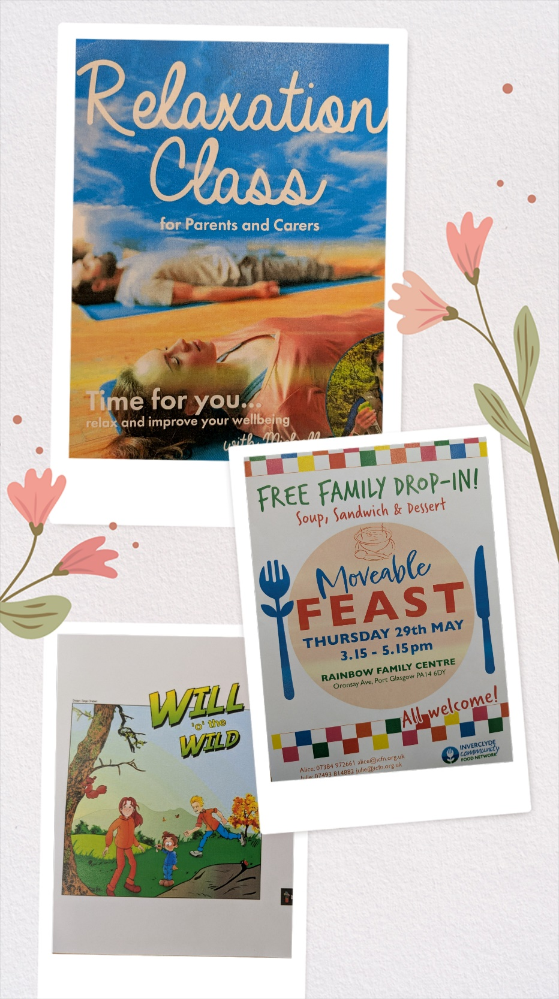 Relaxation
Class
for Parents and Carers
Time for you...
relax and improve your wellbeing
with
FREE FAMILY DROP-IN!
Soup, Sandwich & Dessert
Moveable
FEAST
THURSDAY 29th MAY
3.15 - 5.15pm
RAINBOW FAMILY CENTRE
Oronsay Ave, Port Glasgow PA14 6DY
All welcome!
INVERCLYDE
community
FOOD NETWORK
Alice: 07384 972661 alice@icfn.org.uk
Julie: 07493 814882 julie@icfn.org.uk
WILL
'o' the
WILD